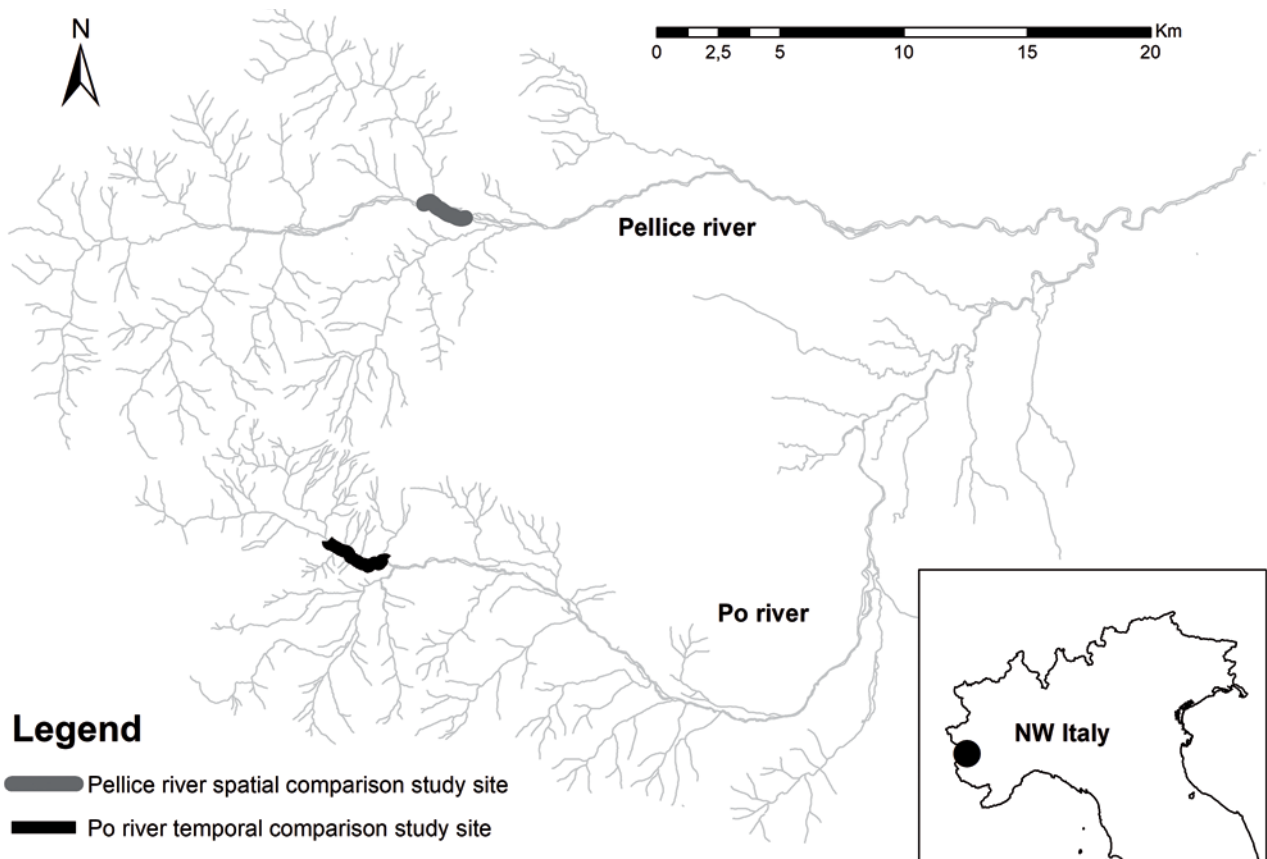 N
Km
0 2,5 5 10 15 20
Pellice river
Po river
Legend
Pellice river spatial comparison study site
Po river temporal comparison study site
NW Italy